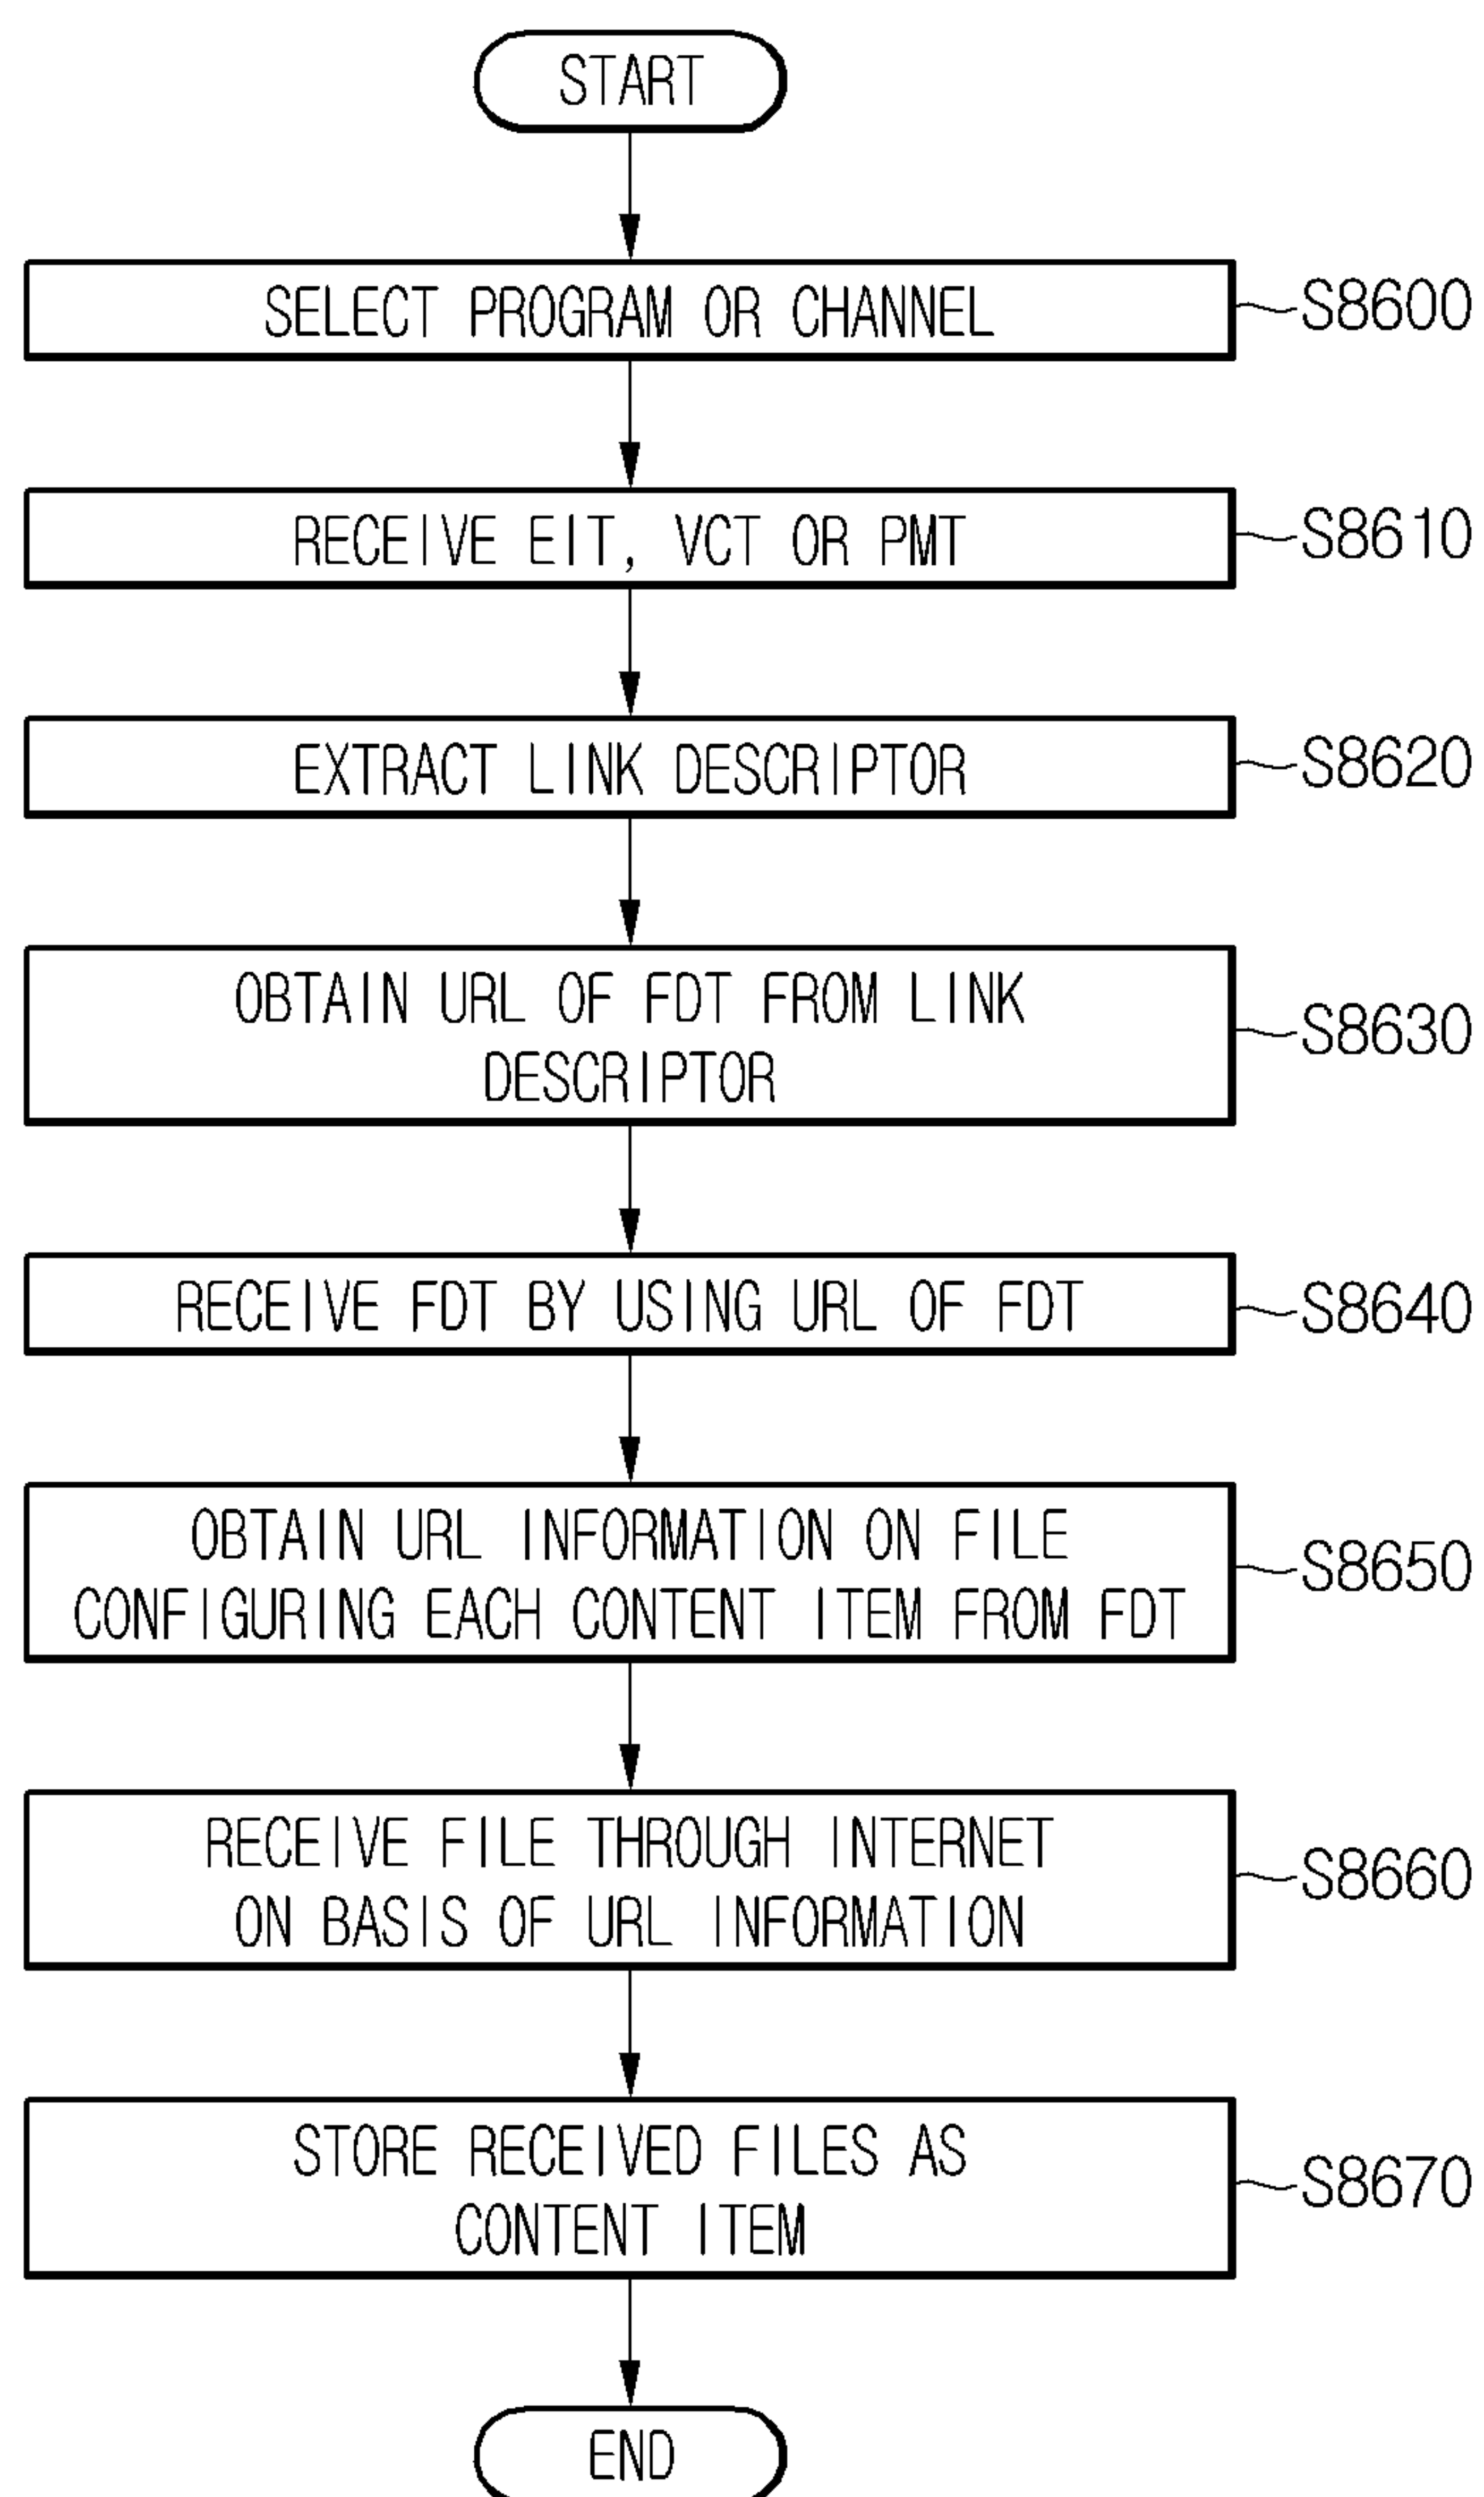 START
SELECT PROGRAM OR CHANNEL
S8600
RECEIVE EIT, VCT OR PMT
S8610
EXTRACT LINK DESCRIPTOR
S8620
OBTAIN URL OF FDT FROM LINK
DESCRIPTOR
S8630
RECEIVE FDT BY USING URL OF FDT
S8640
OBTAIN URL INFORMATION ON FILE
CONFIGURING EACH CONTENT ITEM FROM FDT
S8650
RECEIVE FILE THROUGH INTERNET
ON BASIS OF URL INFORMATION
S8660
STORE RECEIVED FILES AS
CONTENT ITEM
S8670
END